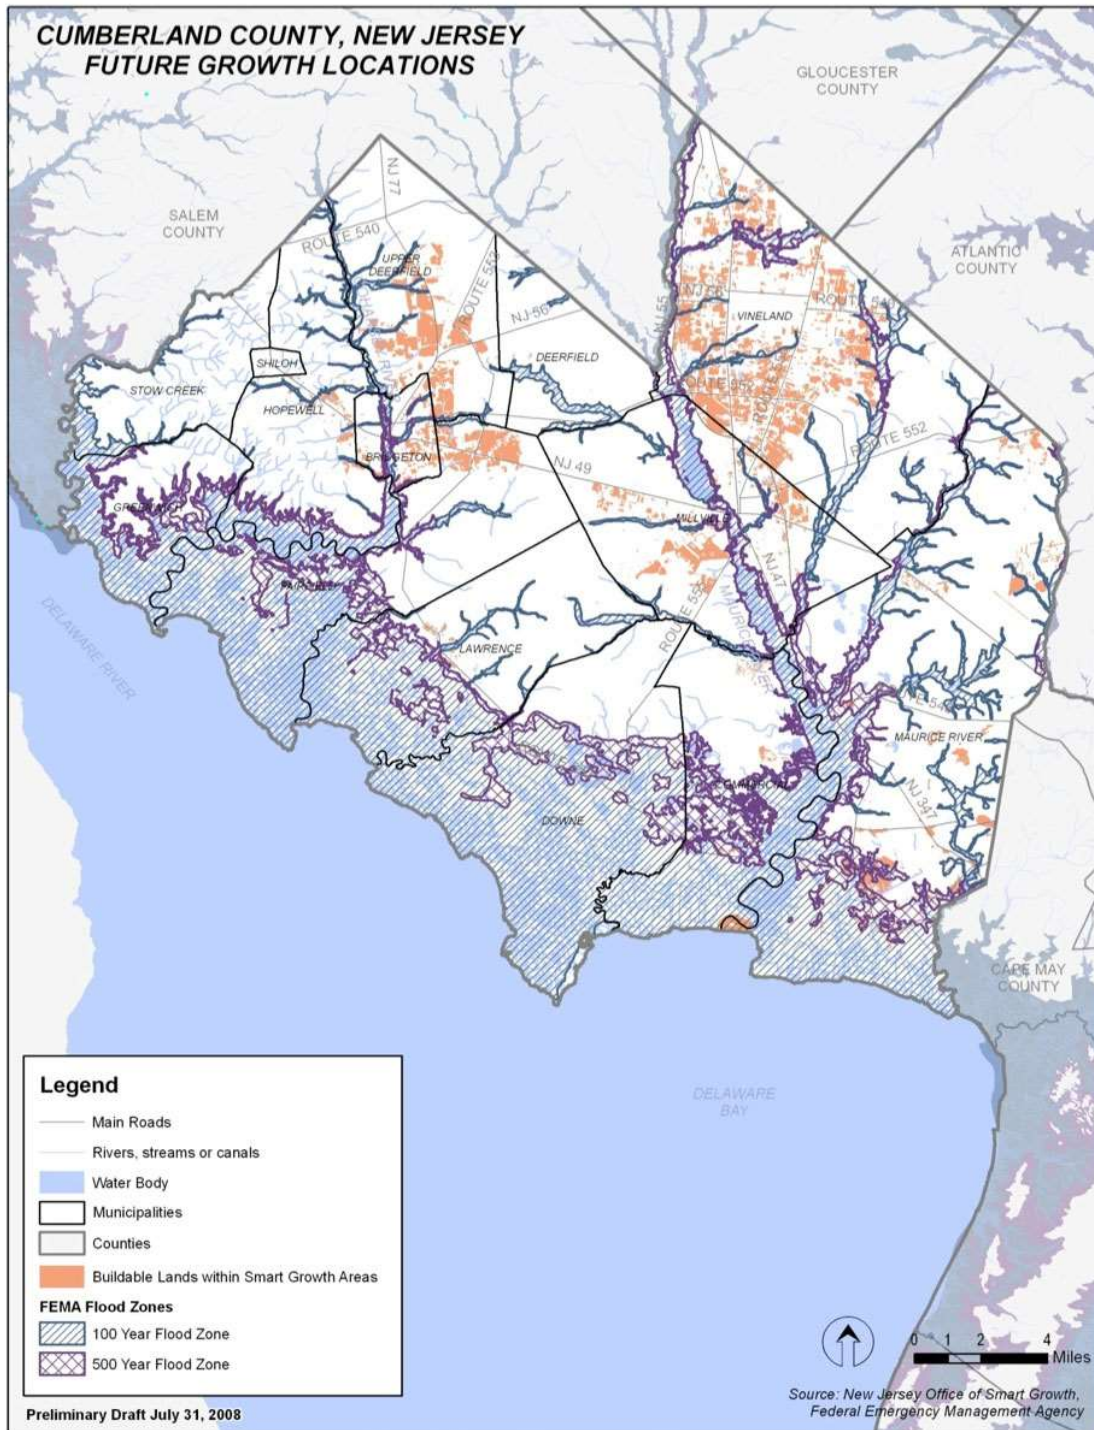 CUMBERLAND COUNTY, NEW JERSEY
FUTURE GROWTH LOCATIONS
GLOUCESTER
COUNTY
SALEM
COUNTY
NJ 77
ROUTE 540
UPPER
DEERFIELD
ROUTE 553
NJ 56
ATLANTIC
COUNTY
NJ 55
VINELAND
DEERFIELD
SHILOH
STOW CREEK
HOPEWELL
BRIDGETON
NJ 49
ROUTE 552
MILLVILLE
NJ 47
DELAWARE RIVER
LAWRENCE
MAURICE RIVER
MAURICE RIVER
NJ 347
DOWNE
CAPE MAY
COUNTY
DELAWARE
BAY
Legend
Main Roads
Rivers, streams or canals
Water Body
Municipalities
Counties
Buildable Lands within Smart Growth Areas
FEMA Flood Zones
100 Year Flood Zone
500 Year Flood Zone
0 1 2 4
Miles
Source: New Jersey Office of Smart Growth,
Federal Emergency Management Agency
Preliminary Draft July 31, 2008